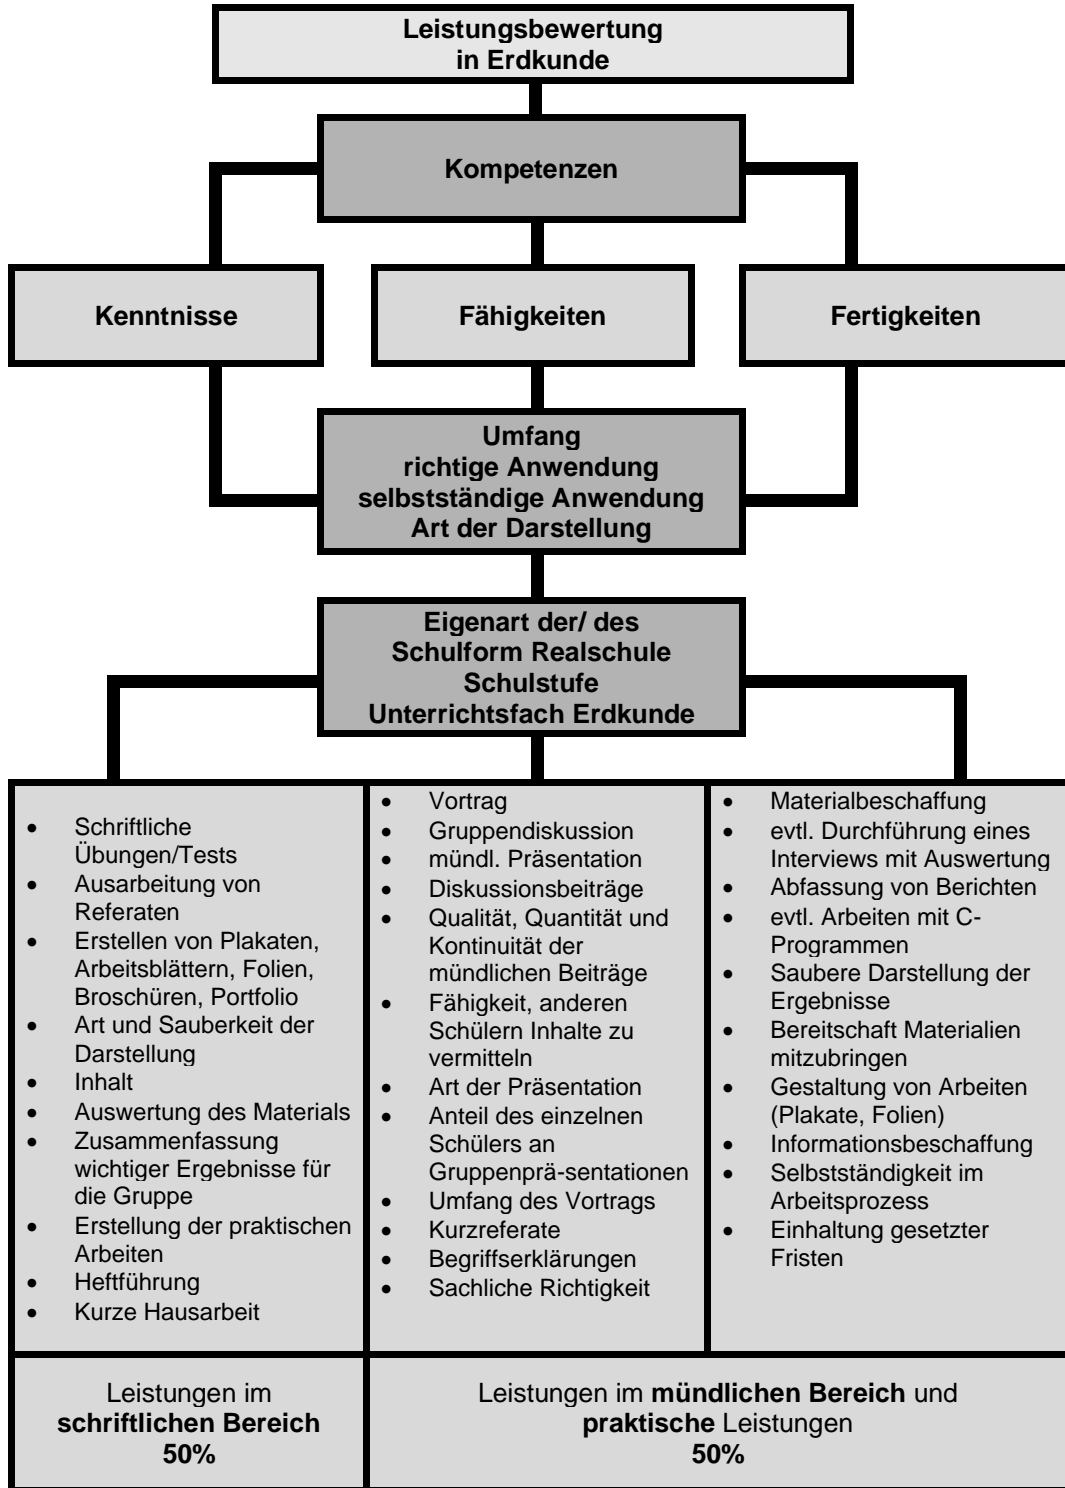 Leistungsbewertung
in Erdkunde
Kompetenzen
Kenntnisse
Fähigkeiten
Fertigkeiten
Umfang
richtige Anwendung
selbstständige Anwendung
Art der Darstellung
Eigenart der/ des
Schulform Realschule
Schulstufe
Unterrichtsfach Erdkunde
• Schriftliche
Übungen/Tests
• Ausarbeitung von
Referaten
• Erstellen von Plakaten,
Arbeitsblättern, Folien,
Broschüren, Portfolio
• Art und Sauberkeit der
Darstellung
• Inhalt
• Auswertung des Materials
• Zusammenfassung
wichtiger Ergebnisse für
die Gruppe
• Erstellung der praktischen
Arbeiten
• Heftführung
• Kurze Hausarbeit
• Vortrag
• Gruppendiskussion
• mündl. Präsentation
• Diskussionsbeiträge
• Qualität, Quantität und
Kontinuität der
mündlichen Beiträge
• Fähigkeit, anderen
Schülern Inhalte zu
vermitteln
• Art der Präsentation
• Anteil des einzelnen
Schülers an
Gruppenprä-sentationen
• Umfang des Vortrags
• Kurzreferate
• Begriffserklärungen
• Sachliche Richtigkeit
• Materialbeschaffung
• evtl. Durchführung eines
Interviews mit Auswertung
• Abfassung von Berichten
• evtl. Arbeiten mit C-
Programmen
• Saubere Darstellung der
Ergebnisse
• Bereitschaft Materialien
mitzubringen
• Gestaltung von Arbeiten
(Plakate, Folien)
• Informationsbeschaffung
• Selbstständigkeit im
Arbeitsprozess
• Einhaltung gesetzter
Fristen
Leistungen im
schriftlichen Bereich
50%
Leistungen im mündlichen Bereich und
praktische Leistungen
50%